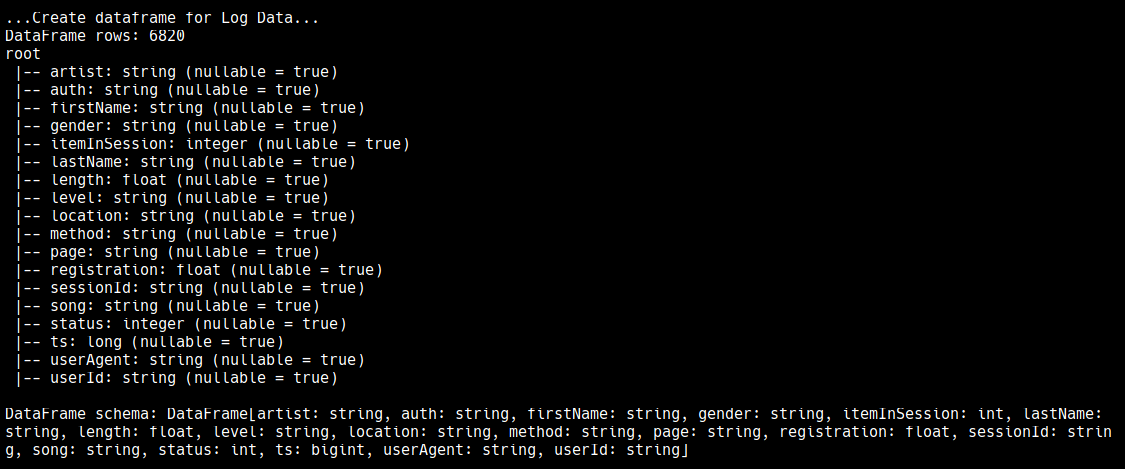 ...Create dataframe for Log Data...
DataFrame rows: 6820
root
 |-- artist: string (nullable = true)
 |-- auth: string (nullable = true)
 |-- firstName: string (nullable = true)
 |-- gender: string (nullable = true)
 |-- itemInSession: integer (nullable = true)
 |-- lastName: string (nullable = true)
 |-- length: float (nullable = true)
 |-- level: string (nullable = true)
 |-- location: string (nullable = true)
 |-- method: string (nullable = true)
 |-- page: string (nullable = true)
 |-- registration: float (nullable = true)
 |-- sessionId: string (nullable = true)
 |-- song: string (nullable = true)
 |-- status: integer (nullable = true)
 |-- ts: long (nullable = true)
 |-- userAgent: string (nullable = true)
 |-- userId: string (nullable = true)
DataFrame schema: DataFrame[artist: string, auth: string, firstName: string, gender: string, itemInSession: int, lastName:
string, length: float, level: string, location: string, method: string, page: string, registration: float, sessionId: strin
g, song: string, status: int, ts: bigint, userAgent: string, userId: string]